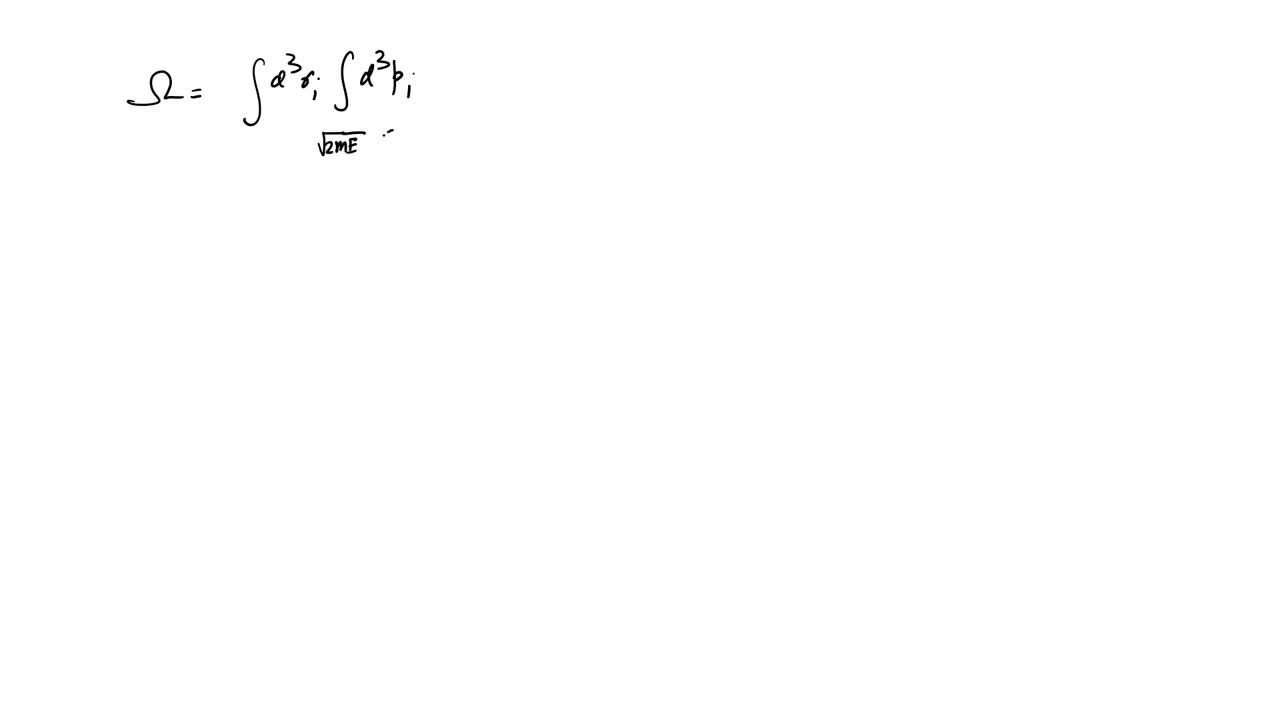 Ω = ∫ d³r_i ∫ d³p_i
√2mE